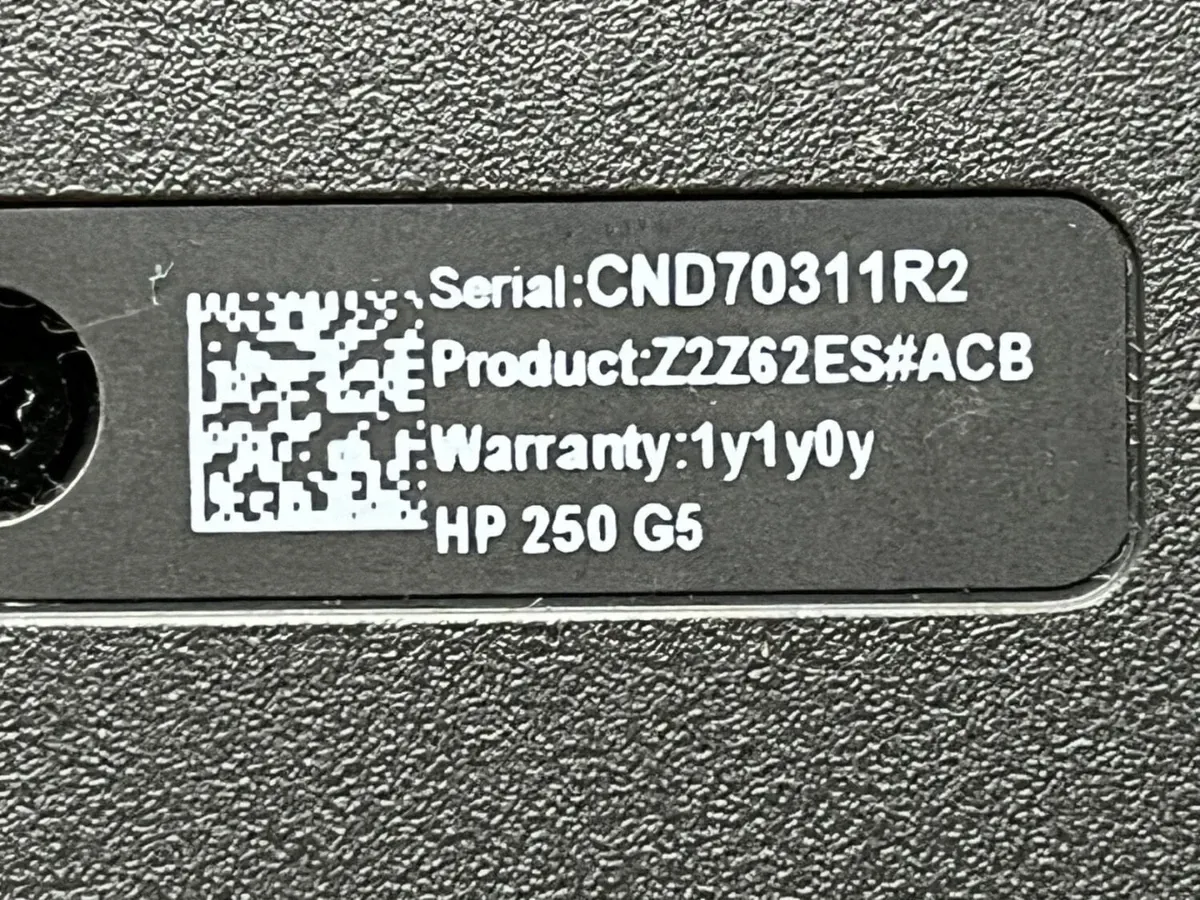 Serial:CND70311R2
Product:Z2Z62ES#ACB
Warranty:1y1y0y
HP 250 G5